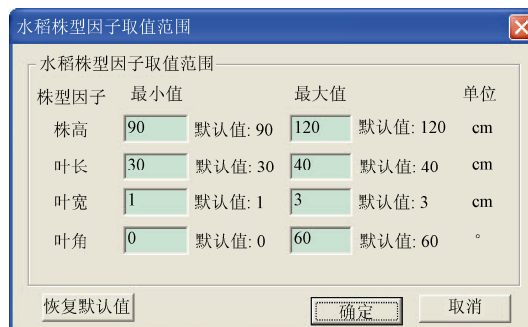 水稻株型因子取值范围
水稻株型因子取值范围
株型因子 最小值 最大值 单位
株高 90 默认值: 90 120 默认值: 120 cm
叶长 30 默认值: 30 40 默认值: 40 cm
叶宽 1 默认值: 1 3 默认值: 3 cm
叶角 0 默认值: 0 60 默认值: 60 °
恢复默认值 确定 取消